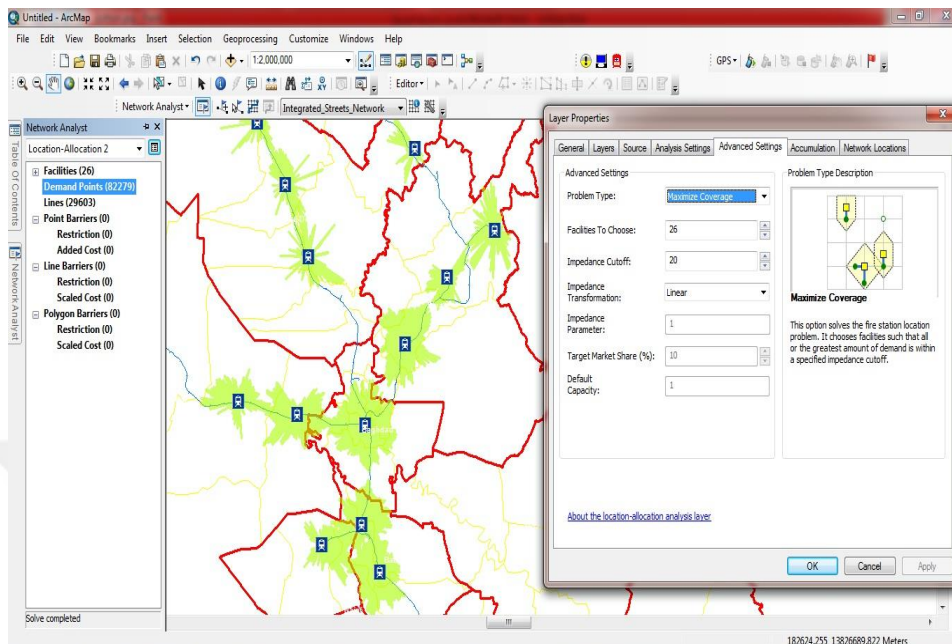 Untitled - ArcMap
File Edit View Bookmarks Insert Selection Geoprocessing Customize Windows Help
1:2,000,000
GPS
Editor
Network Analyst
Integrated_Streets_Network
Table Of Contents
Network Analyst
Network Analyst
Location-Allocation 2
Facilities (26)
Demand Points (82279)
Lines (29603)
Point Barriers (0)
Restriction (0)
Added Cost (0)
Line Barriers (0)
Restriction (0)
Scaled Cost (0)
Polygon Barriers (0)
Restriction (0)
Scaled Cost (0)
Solve completed
Layer Properties
General Layers Source Analysis Settings Advanced Settings Accumulation Network Locations
Advanced Settings
Problem Type: Maximize Coverage
Facilities To Choose: 26
Impedance Cutoff: 20
Impedance Transformation: Linear
Impedance Parameter: 1
Target Market Share (%): 10
Default Capacity: 1
About the location-allocation analysis layer
Problem Type Description
Maximize Coverage
This option solves the fire station location
problem. It chooses facilities such that all
or the greatest amount of demand is within
a specified impedance cutoff.
OK Cancel Apply
182624.255 13826689.822 Meters